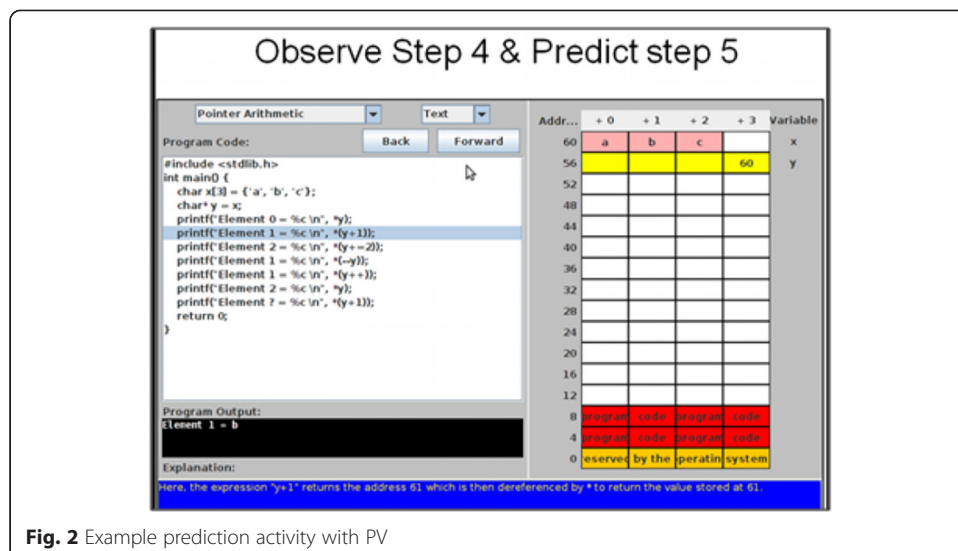 Observe Step 4 & Predict step 5
Pointer Arithmetic Text
Program Code: Back Forward
#include <stdlib.h>
int main() {
char x[3] = {'a', 'b', 'c'};
char* y = x;
printf("Element 0 = %c \n", *y);
printf("Element 1 = %c \n", *(y+1));
printf("Element 2 = %c \n", *(y+=2));
printf("Element 1 = %c \n", *(--y));
printf("Element 1 = %c \n", *(y++));
printf("Element 2 = %c \n", *y);
printf("Element ? = %c \n", *(y+1));
return 0;
}
Program Output:
Element 1 = b
Explanation:
Here, the expression "y+1" returns the address 61 which is then dereferenced by * to return the value stored at 61.
Addr... + 0 + 1 + 2 + 3 Variable
60 a b c x
56 60 y
52
48
44
40
36
32
28
24
20
16
12
8 program code program code
4 program code program code
0 reserved by the operatin system
Fig. 2 Example prediction activity with PV